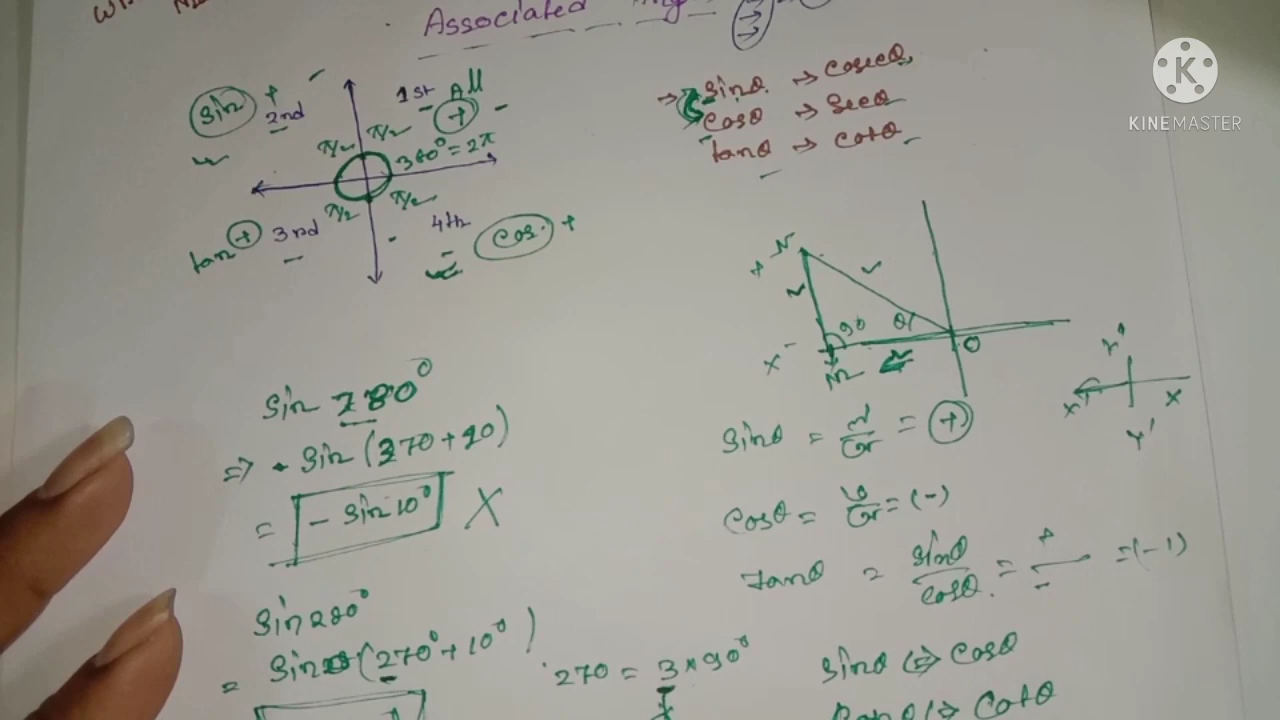 Associated
sin + 2nd
1st All
+
π/2 π/2
360° = 2π
π/2 π/2
tan + 3nd
4th cos. +
→ sinθ → cosecθ
cosθ → secθ
tanθ → cotθ
KINEMASTER
N
+
90 θ
X -
M
O
Y'
X' X
Y'
sin 280°
⇒ sin (270+10)
= - sin 10° X
sinθ = = +
cosθ = = (-)
tanθ = sinθ/cosθ = +/- = (-1)
sin 280°
= sin (270° + 10°)
270 = 3 × 90°
sinθ ⇔ cosθ
tanθ ⇔ cotθ